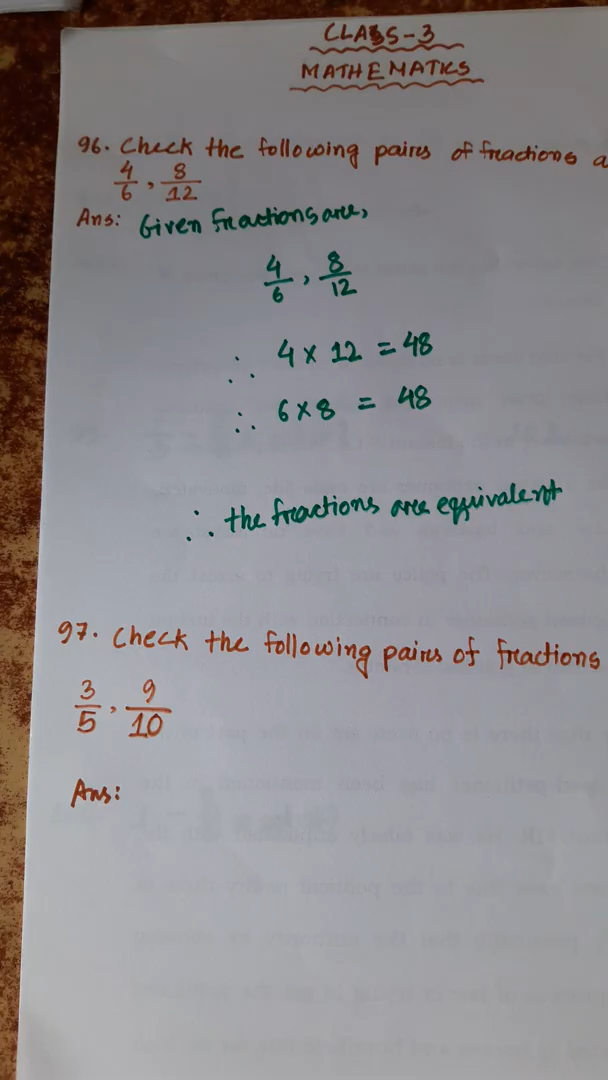 CLASS-3
MATHEMATICS
96. Check the following pairs of fractions a
4/6, 8/12
Ans: Given fractions are,
4/6, 8/12
∴ 4 × 12 = 48
∴ 6 × 8 = 48
∴ the fractions are equivalent
97. Check the following pairs of fractions
3/5, 9/10
Ans: